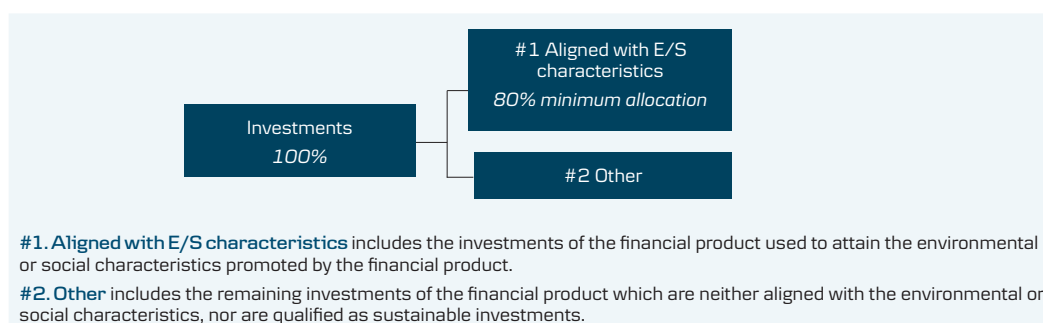 #1 Aligned with E/S
characteristics
80% minimum allocation
Investments
100%
#2 Other
#1. Aligned with E/S characteristics includes the investments of the financial product used to attain the environmental
or social characteristics promoted by the financial product.
#2. Other includes the remaining investments of the financial product which are neither aligned with the environmental or
social characteristics, nor are qualified as sustainable investments.